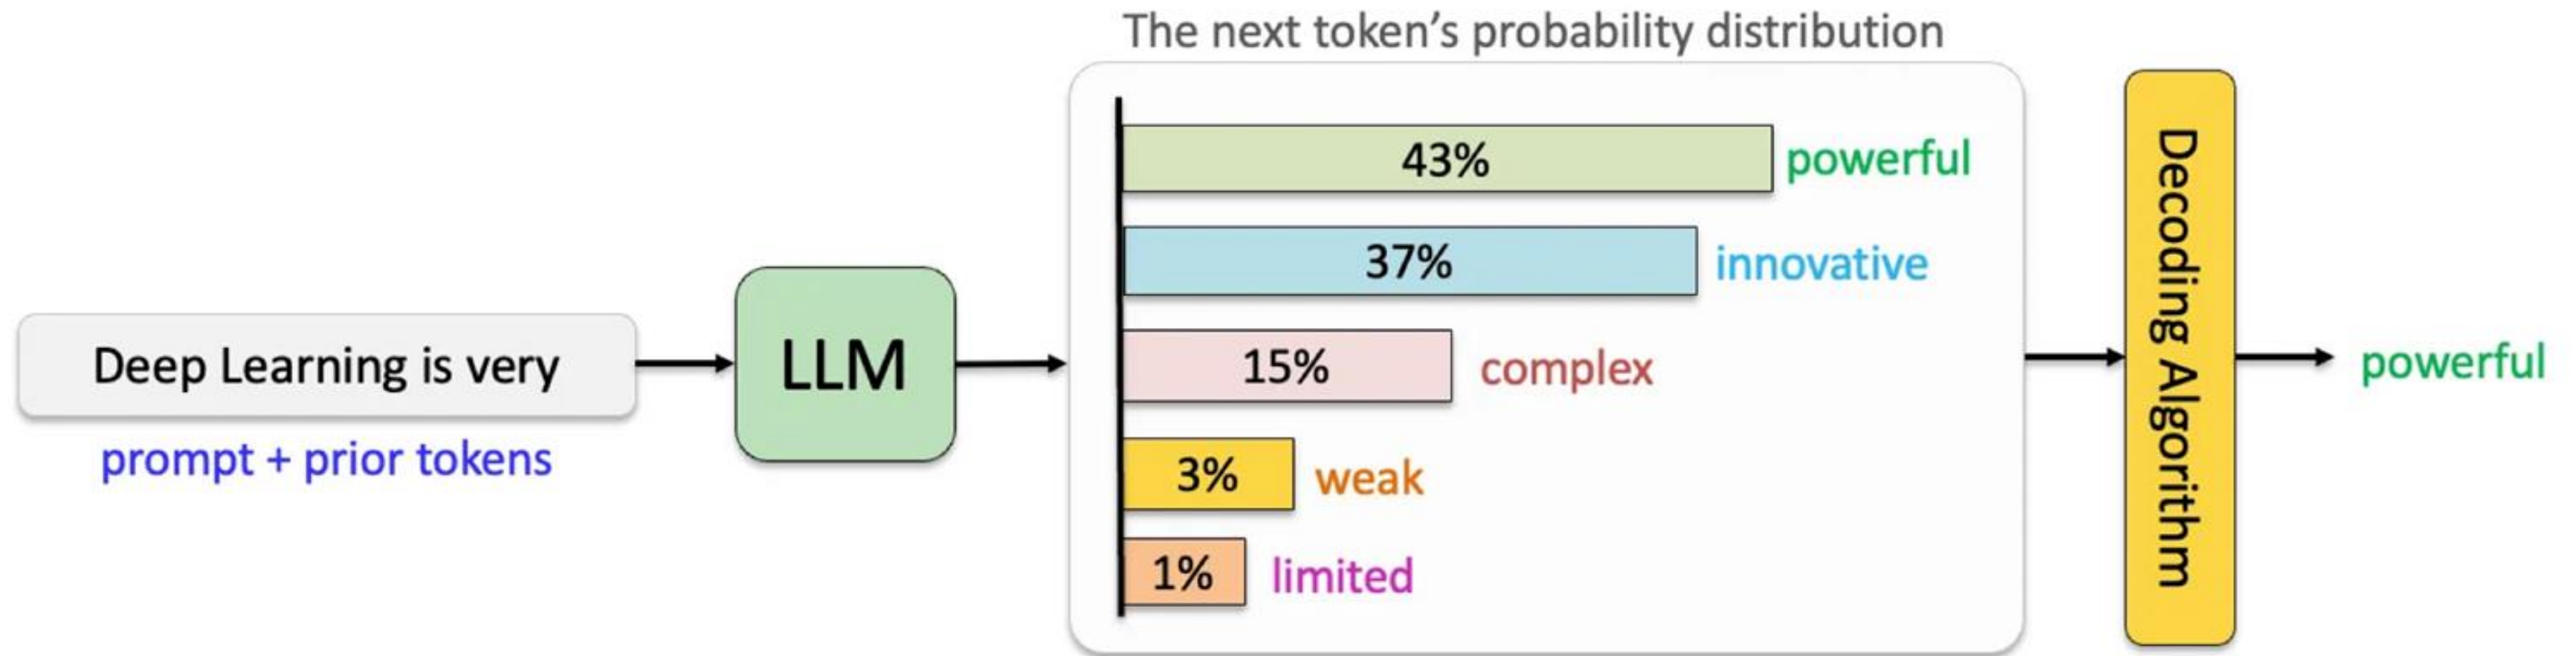 The next token's probability distribution
Deep Learning is very
prompt + prior tokens
LLM
43% powerful
37% innovative
15% complex
3% weak
1% limited
Decoding Algorithm
powerful